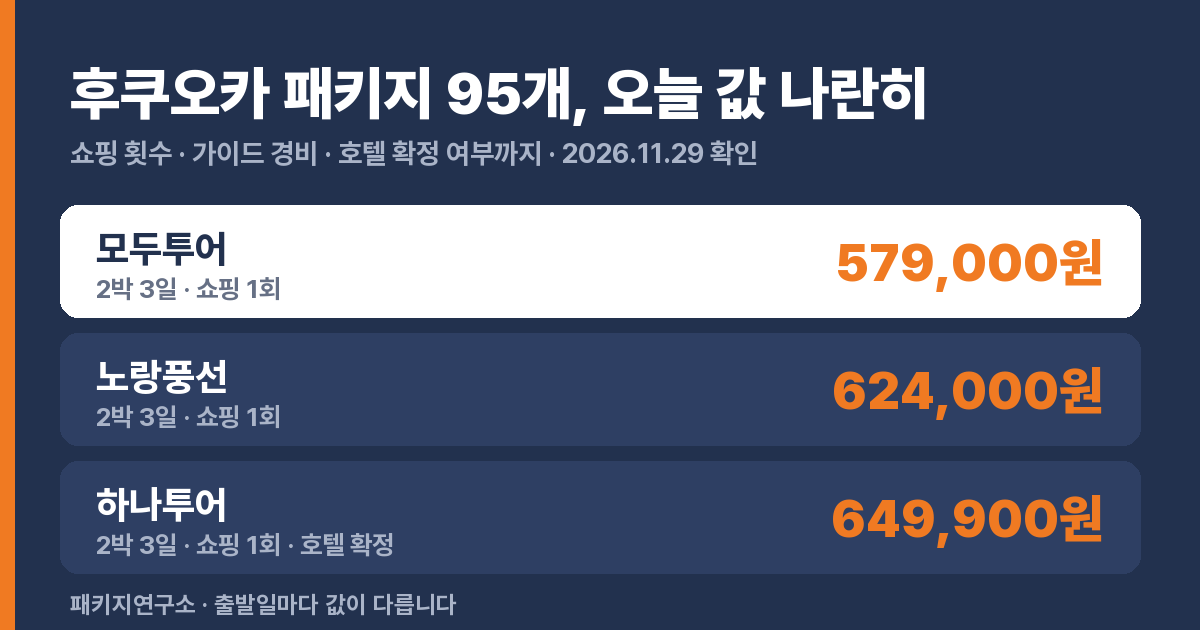 후쿠오카 패키지 95개, 오늘 값 나란히
쇼핑 횟수 · 가이드 경비 · 호텔 확정 여부까지 · 2026.11.29 확인
모두투어
2박 3일 · 쇼핑 1회
579,000원
노랑풍선
2박 3일 · 쇼핑 1회
624,000원
하나투어
2박 3일 · 쇼핑 1회 · 호텔 확정
649,900원
패키지연구소 · 출발일마다 값이 다릅니다